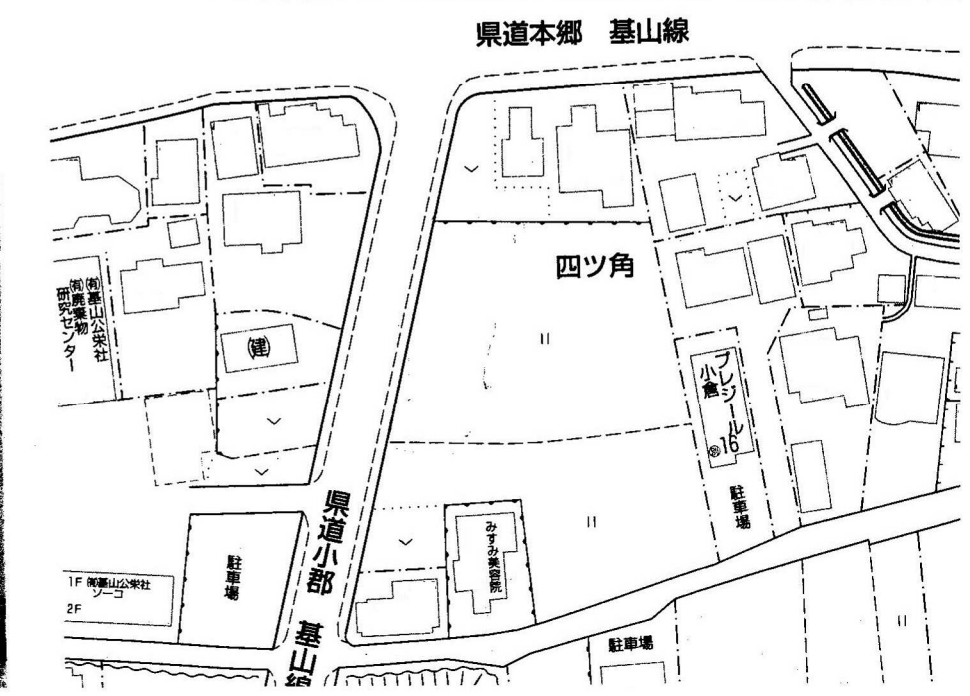 県道本郷 基山線
四ツ角
(有)基山公栄社
(有)廃棄物
研究センター
(建)
プレジール
小倉
16
駐車場
県道小郡 基山線
みすみ美容院
駐車場
1F (有)基山公栄社
ソーコ
2F
駐車場